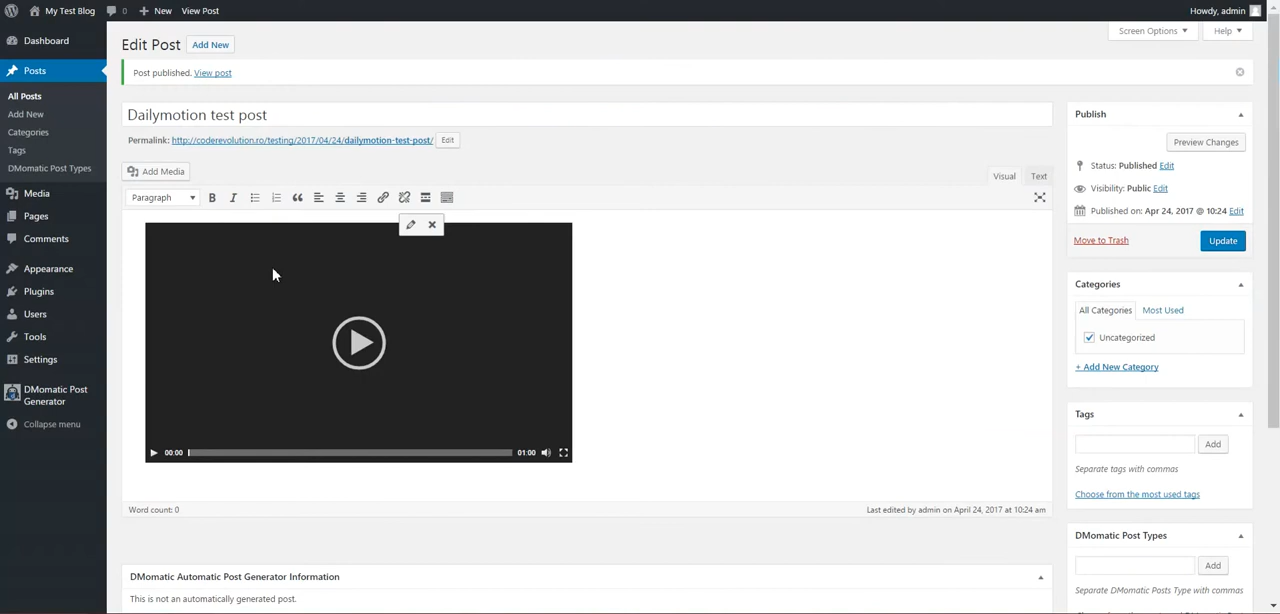 My Test Blog 0 New View Post Howdy, admin
Dashboard
Posts
All Posts
Add New
Categories
Tags
DMomatic Post Types
Media
Pages
Comments
Appearance
Plugins
Users
Tools
Settings
DMomatic Post
Generator
Collapse menu
Screen Options Help
Edit Post Add New
Post published. View post
Dailymotion test post
Permalink: http://coderevolution.ro/testing/2017/04/24/dailymotion-test-post/ Edit
Add Media
Visual Text
Paragraph B I
00:00 01:00
Word count: 0 Last edited by admin on April 24, 2017 at 10:24 am
DMomatic Automatic Post Generator Information
This is not an automatically generated post.
Publish
Preview Changes
Status: Published Edit
Visibility: Public Edit
Published on: Apr 24, 2017 @ 10:24 Edit
Move to Trash Update
Categories
All Categories Most Used
Uncategorized
+ Add New Category
Tags
Add
Separate tags with commas
Choose from the most used tags
DMomatic Post Types
Add
Separate DMomatic Posts Type with commas